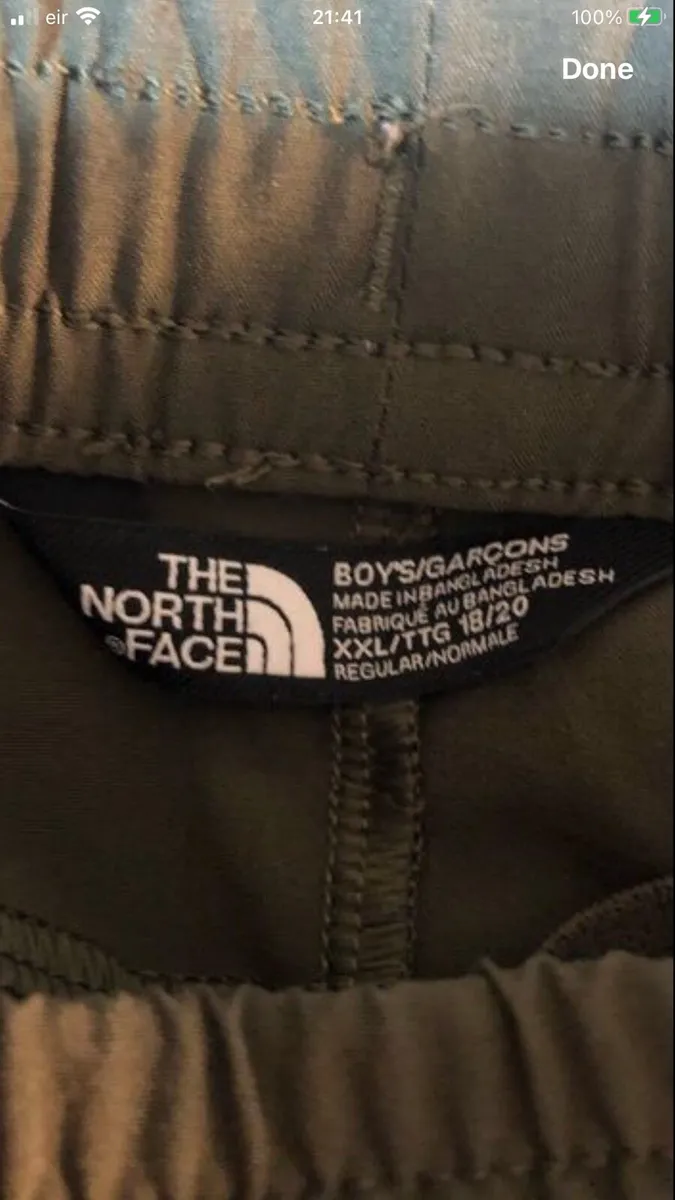 eir 21:41 100%
Done
THE
NORTH
FACE
BOY'S/GARÇONS
MADE IN BANGLADESH
FABRIQUÉ AU BANGLADESH
XXL/TTG 18/20
REGULAR/NORMALE